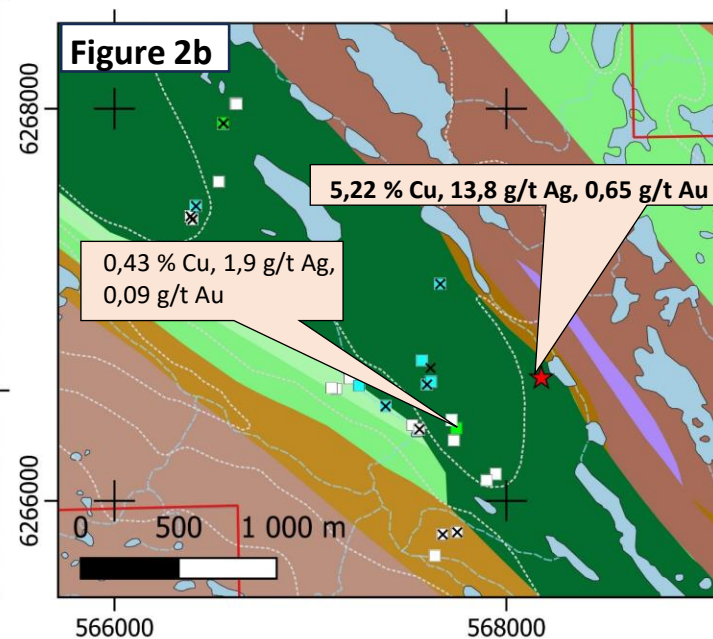 Figure 2b
6268000
5,22 % Cu, 13,8 g/t Ag, 0,65 g/t Au
0,43 % Cu, 1,9 g/t Ag,
0,09 g/t Au
6266000
0 500 1 000 m
566000 568000